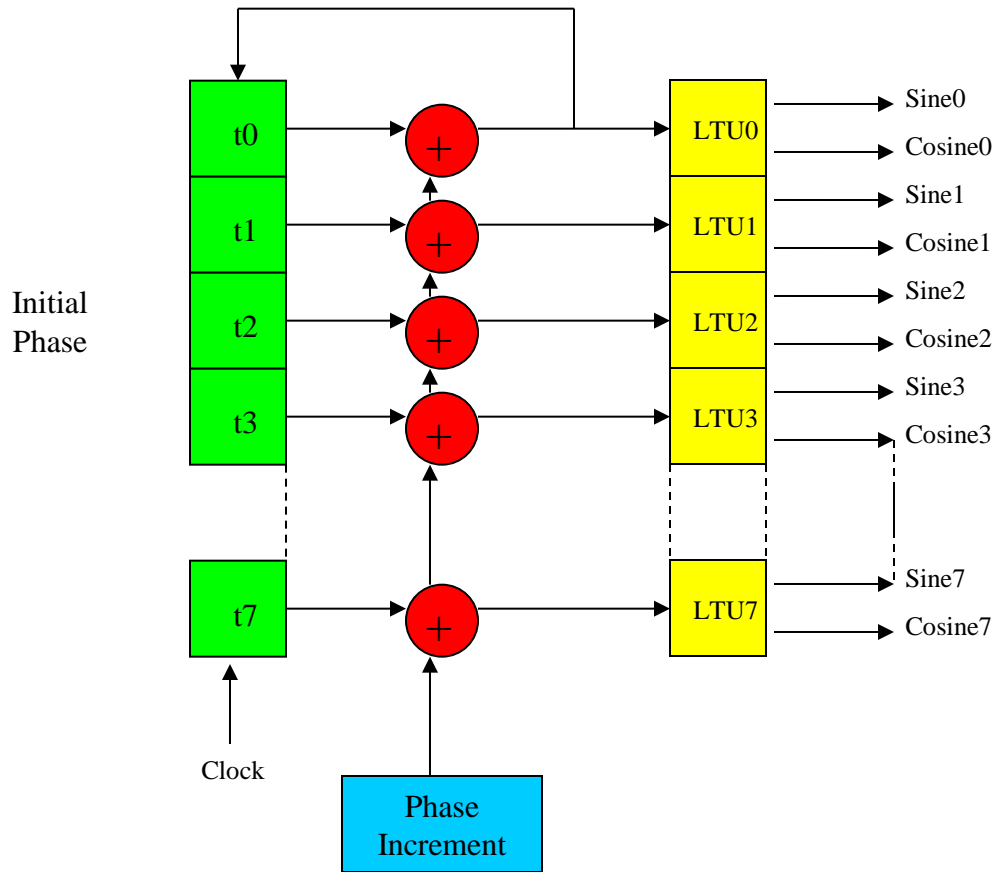 t0
+
LTU0
Sine0
Cosine0
t1
+
LTU1
Sine1
Cosine1
Initial
Phase
t2
+
LTU2
Sine2
Cosine2
t3
+
LTU3
Sine3
Cosine3
t7
+
LTU7
Sine7
Cosine7
Clock
Phase
Increment